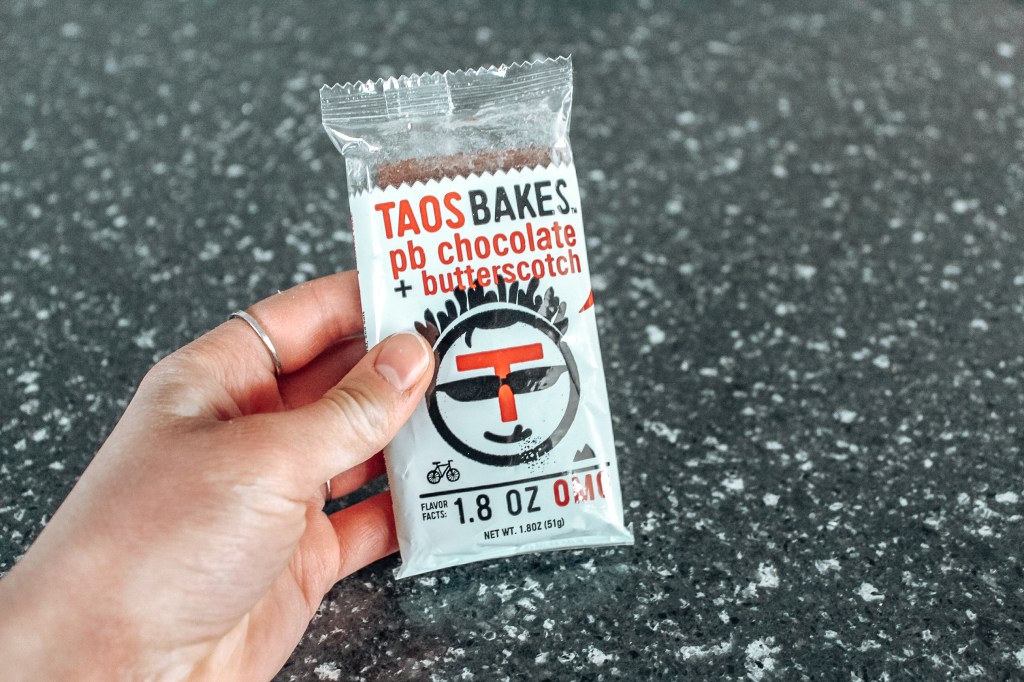 TAOS BAKES™
pb chocolate
+ butterscotch
T
FLAVOR
FACTS: 1.8 OZ OMG
NET WT. 1.8OZ (51g)